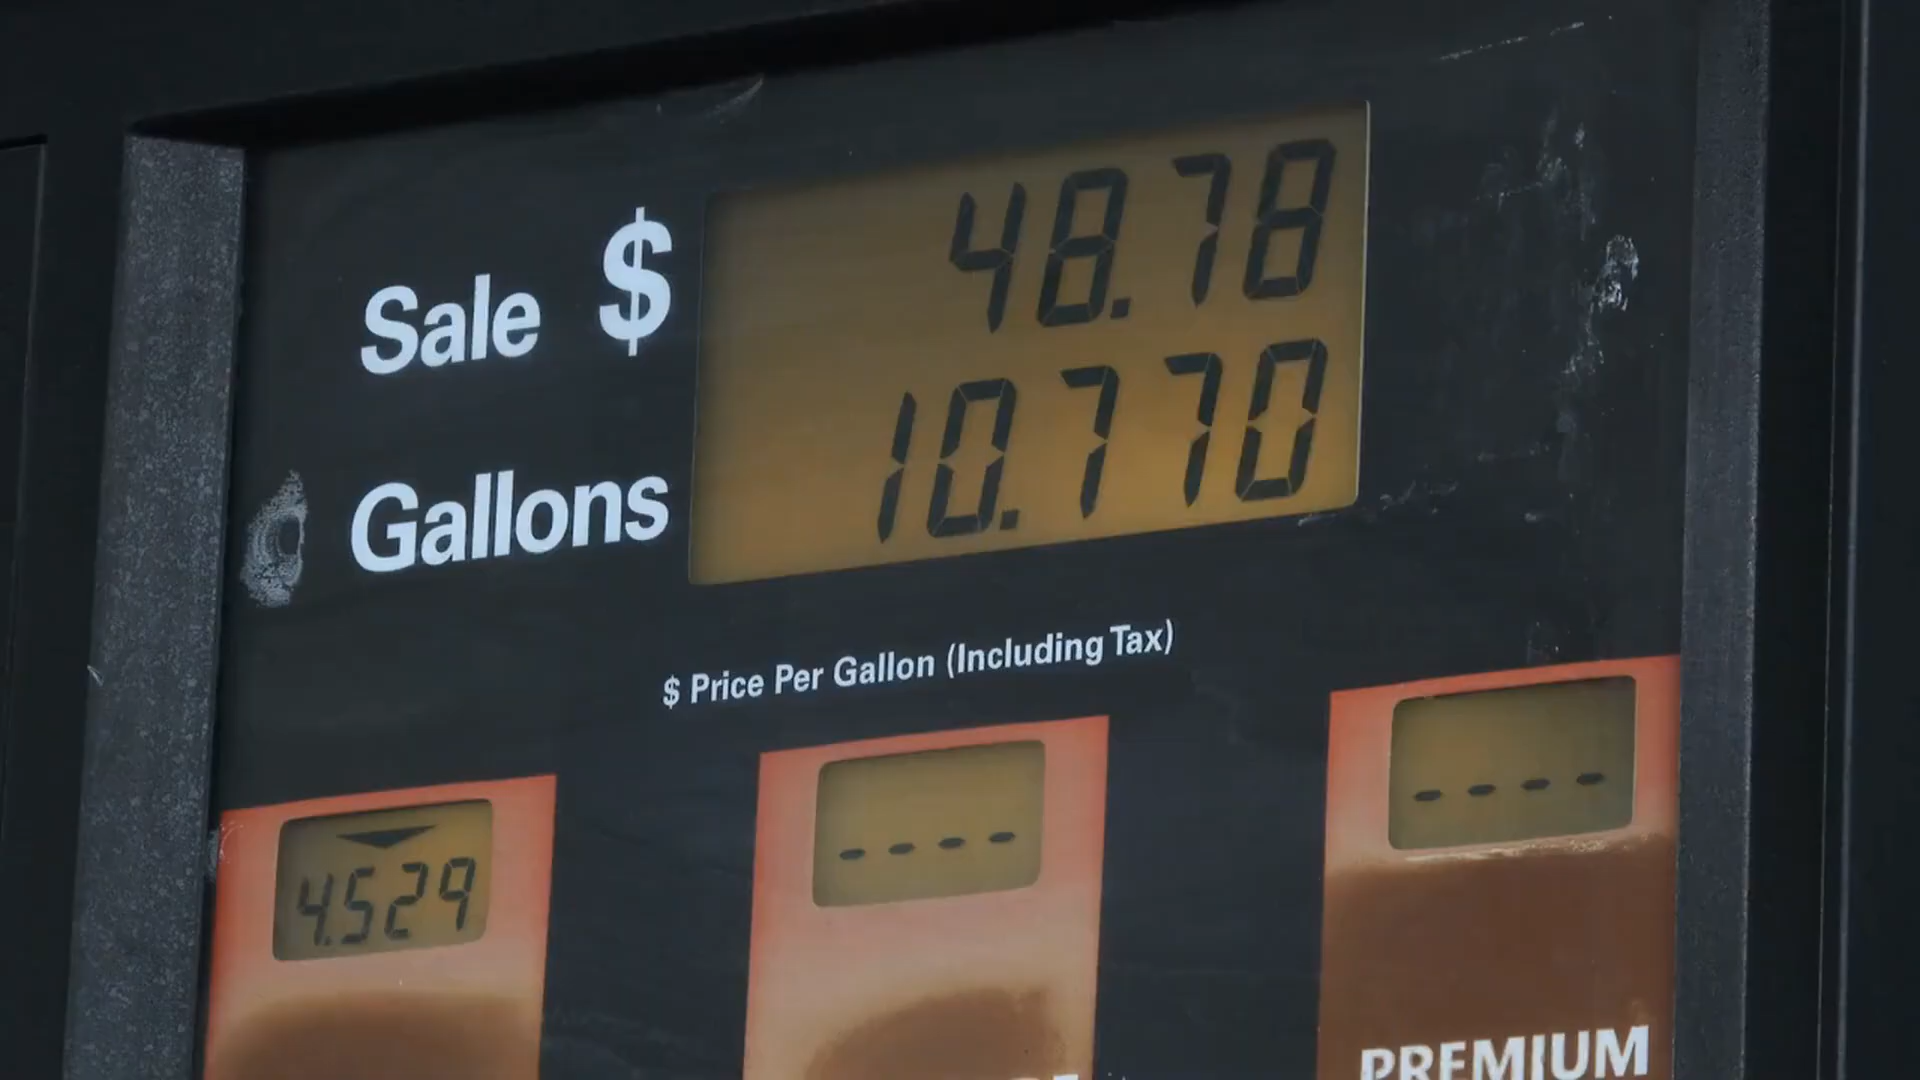 Sale $ 48.78
Gallons 10.770
$ Price Per Gallon (Including Tax)
4.529 ---- ----
PREMIUM